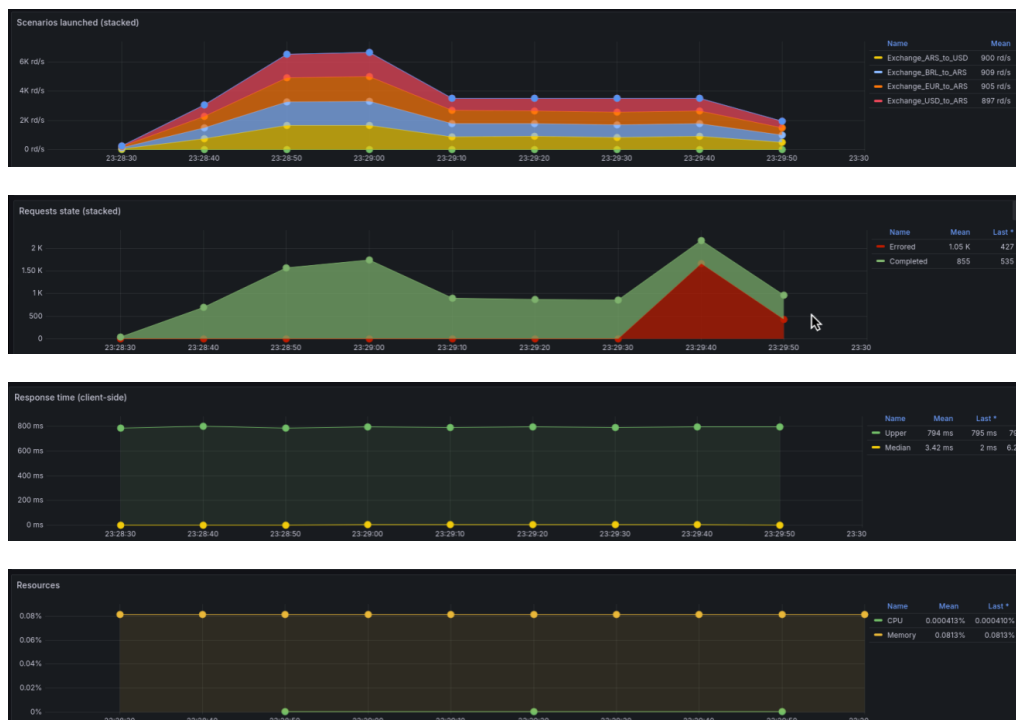 Scenarios launched (stacked)
Name Mean
6K rd/s
Exchange_ARS_to_USD 900 rd/s
Exchange_BRL_to_ARS 909 rd/s
4K rd/s
Exchange_EUR_to_ARS 905 rd/s
Exchange_USD_to_ARS 897 rd/s
2K rd/s
0 rd/s
23:28:30 23:28:40 23:28:50 23:29:00 23:29:10 23:29:20 23:29:30 23:29:40 23:29:50 23:30
Requests state (stacked)
Name Mean Last *
2 K
Errored 1.05 K 427
Completed 855 535
1.50 K
1 K
500
0
23:28:30 23:28:40 23:28:50 23:29:00 23:29:10 23:29:20 23:29:30 23:29:40 23:29:50 23:30
Response time (client-side)
Name Mean Last *
800 ms
Upper 794 ms 795 ms 79
Median 3.42 ms 2 ms 6.2
600 ms
400 ms
200 ms
0 ms
23:28:30 23:28:40 23:28:50 23:29:00 23:29:10 23:29:20 23:29:30 23:29:40 23:29:50 23:30
Resources
Name Mean Last *
0.08%
CPU 0.000413% 0.000410%
Memory 0.0813% 0.0813%
0.06%
0.04%
0.02%
0%